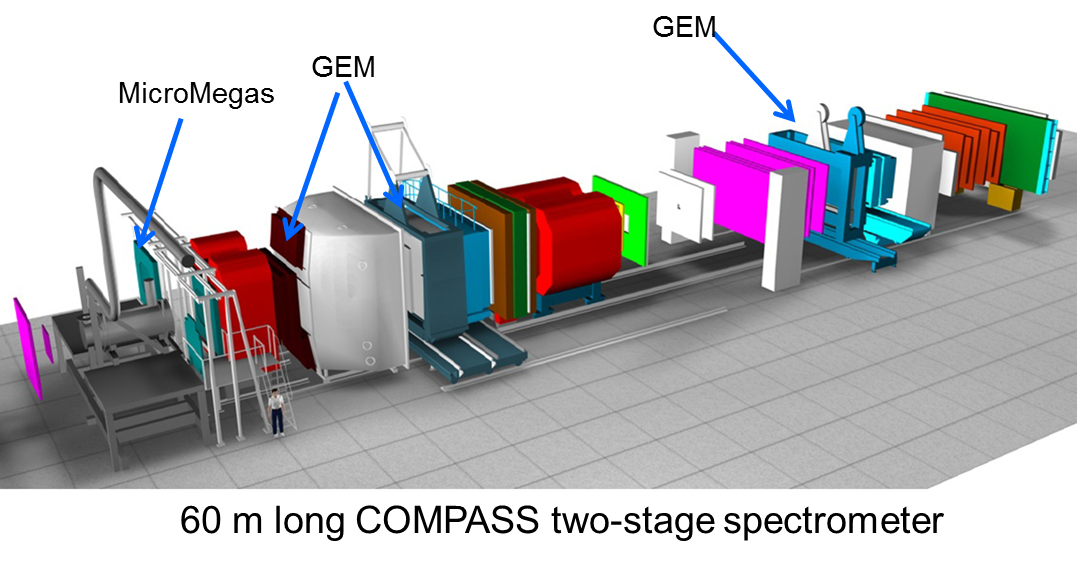 GEM
GEM
MicroMegas
60 m long COMPASS two-stage spectrometer